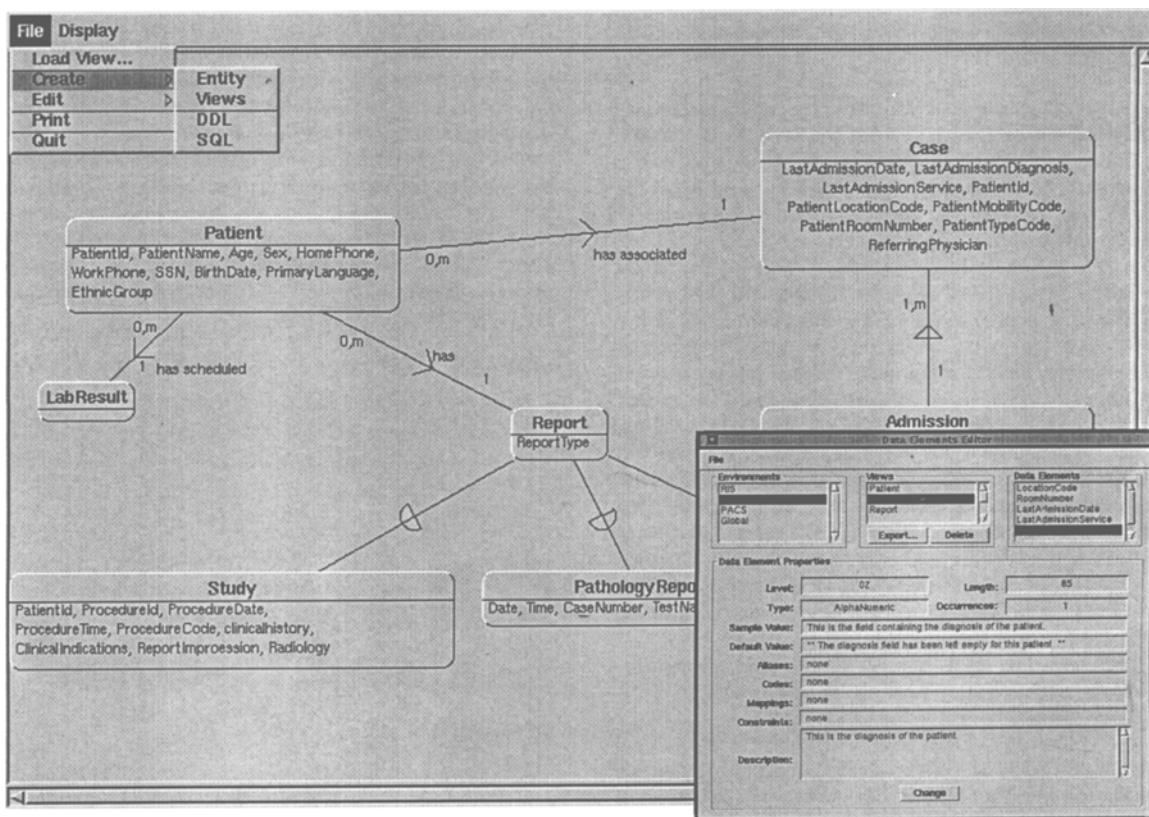 File Display
Load View...
Create
Edit
Print
Quit
Entity
Views
DDL
SQL
Case
LastAdmissionDate, LastAdmissionDiagnosis,
LastAdmissionService, PatientId,
PatientLocationCode, PatientMobilityCode,
PatientRoomNumber, PatientTypeCode,
ReferringPhysician
1
Patient
PatientId, PatientName, Age, Sex, HomePhone,
WorkPhone, SSN, BirthDate, PrimaryLanguage,
EthnicGroup
0,m
has associated
0,m
1 has scheduled
LabResult
0,m
has
1
1,m
1
Report
ReportType
Admission
Study
PatientId, ProcedureId, ProcedureDate,
ProcedureTime, ProcedureCode, clinicalhistory,
ClinicalIndications, ReportImproession, Radiology
PathologyRepo
Date, Time, CaseNumber, TestNa
Data Elements Editor
File
Environments
RIS
PACS
Global
Views
Patient
Report
Export... Delete
Data Elements
LocationCode
RoomNumber
LastAdmissionDate
LastAdmissionService
Data Element Properties
Level: 02 Length: 65
Type: AlphaNumeric Occurrences: 1
Sample Value: This is the field containing the diagnosis of the patient.
Default Value: ** The diagnosis field has been left empty for this patient **
Aliases: none
Codes: none
Mappings: none
Constraints: none
Description: This is the diagnosis of the patient.
Change